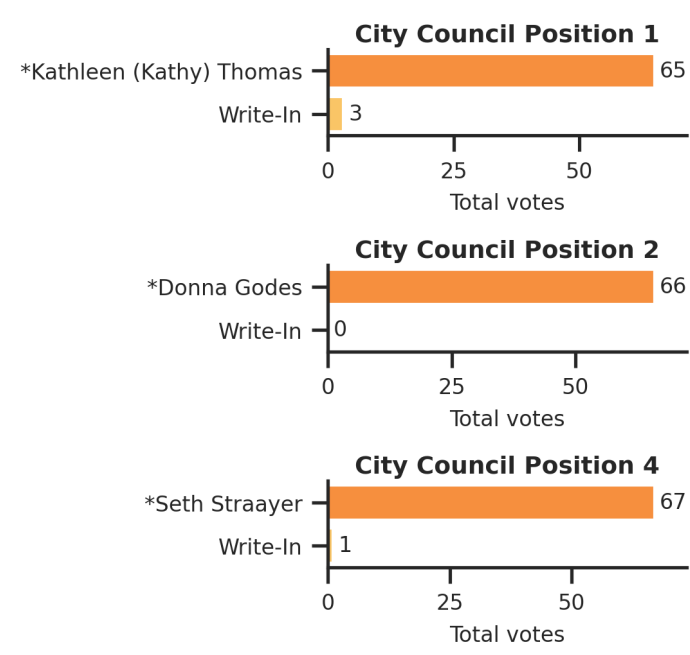 City Council Position 1
*Kathleen (Kathy) Thomas 65
Write-In 3
0 25 50
Total votes
City Council Position 2
*Donna Godes 66
Write-In 0
0 25 50
Total votes
City Council Position 4
*Seth Straayer 67
Write-In 1
0 25 50
Total votes